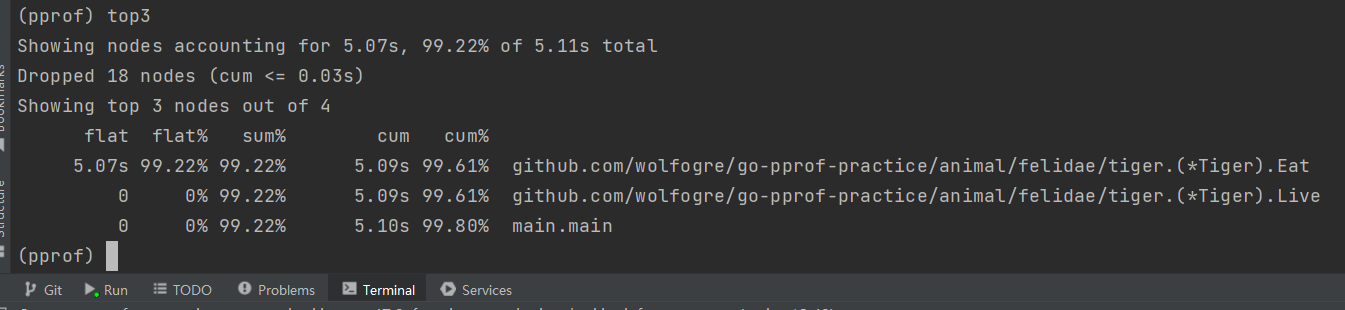 (pprof) top3
Showing nodes accounting for 5.07s, 99.22% of 5.11s total
Dropped 18 nodes (cum <= 0.03s)
Showing top 3 nodes out of 4
flat flat% sum% cum cum%
5.07s 99.22% 99.22% 5.09s 99.61% github.com/wolfogre/go-pprof-practice/animal/felidae/tiger.(*Tiger).Eat
0 0% 99.22% 5.09s 99.61% github.com/wolfogre/go-pprof-practice/animal/felidae/tiger.(*Tiger).Live
0 0% 99.22% 5.10s 99.80% main.main
(pprof)
Git Run TODO Problems Terminal Services